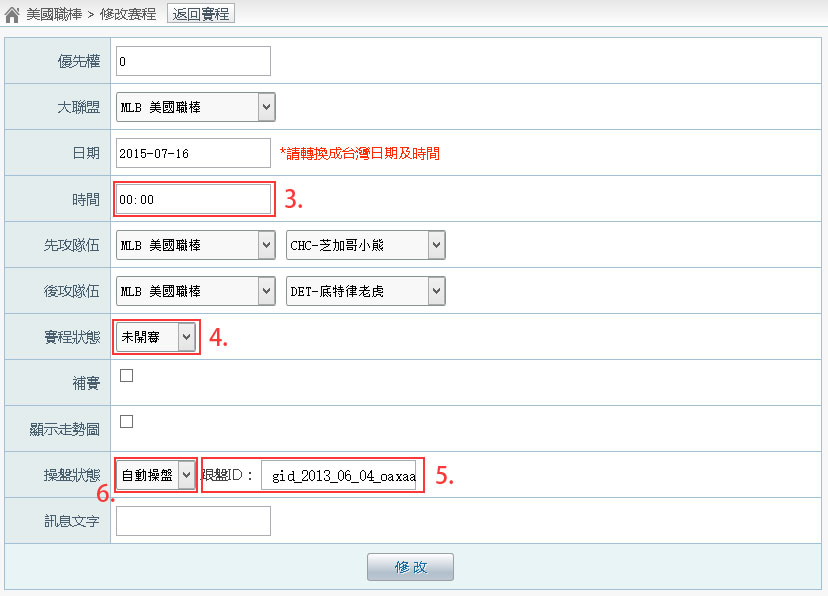 美國職棒 > 修改賽程 返回賽程
優先權 0
大聯盟 MLB 美國職棒
日期 2015-07-16 *請轉換成台灣日期及時間
時間 00:00 3.
先攻隊伍 MLB 美國職棒 CHC-芝加哥小熊
後攻隊伍 MLB 美國職棒 DET-底特律老虎
賽程狀態 未開賽 4.
補賽
顯示走勢圖
操盤狀態 自動操盤 跟盤ID： gid_2013_06_04_oaxaa 5.
6.
訊息文字
修 改